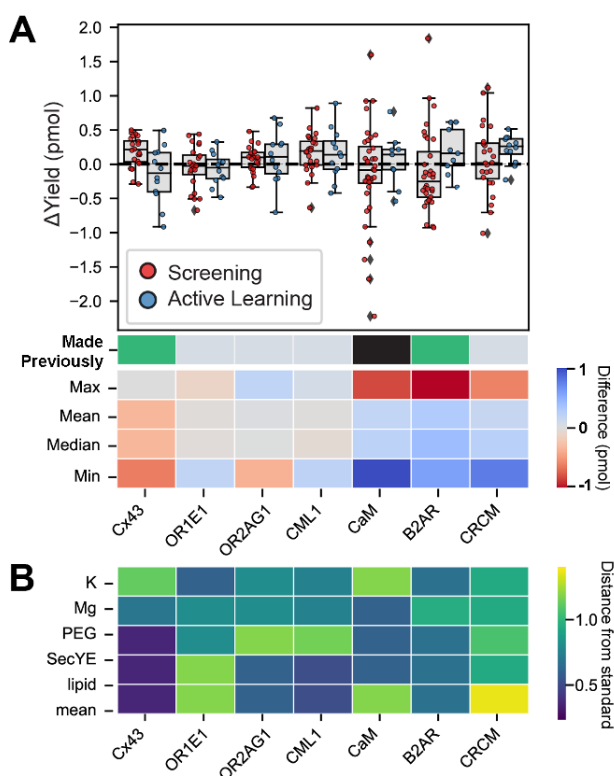 A
ΔYield (pmol)
2.0
1.5
1.0
0.5
0.0
−0.5
−1.0
−1.5
−2.0
Screening
Active Learning
Made
Previously
Max
Mean
Median
Min
1
0
-1
Difference (pmol)
Cx43
OR1E1
OR2AG1
CML1
CaM
B2AR
CRCM
B
K
Mg
PEG
SecYE
lipid
mean
1.0
0.5
Distance from standard
Cx43
OR1E1
OR2AG1
CML1
CaM
B2AR
CRCM